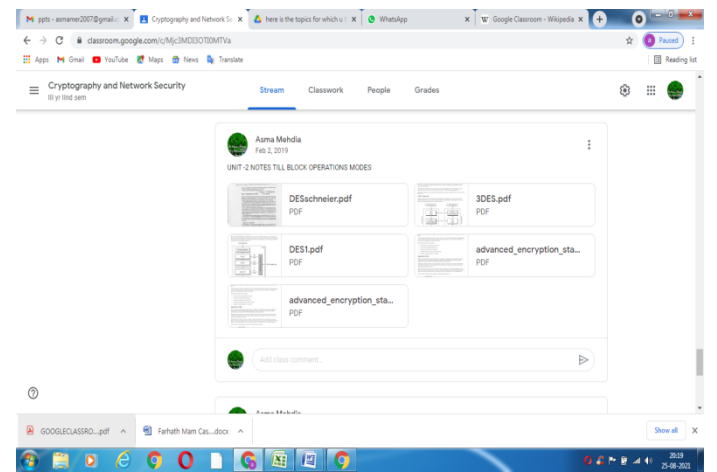 ppts - asmamer2007@gmail.c
Cryptography and Network Se
here is the topics for which u t
WhatsApp
Google Classroom - Wikipedia
classroom.google.com/c/Mjc3MDI3OTI0MTVa
Paused
Apps
Gmail
YouTube
Maps
News
Translate
Reading list
Cryptography and Network Security
III yr IInd sem
Stream
Classwork
People
Grades
Asma Mehdia
Feb 2, 2019
UNIT -2 NOTES TILL BLOCK OPERATIONS MODES
DESschneier.pdf
PDF
3DES.pdf
PDF
DES1.pdf
PDF
advanced_encryption_sta...
PDF
advanced_encryption_sta...
PDF
Add class comment...
Asma Mehdia
GOOGLECLASSRO....pdf
Farhath Mam Cas....docx
Show all
20:19
25-08-2021